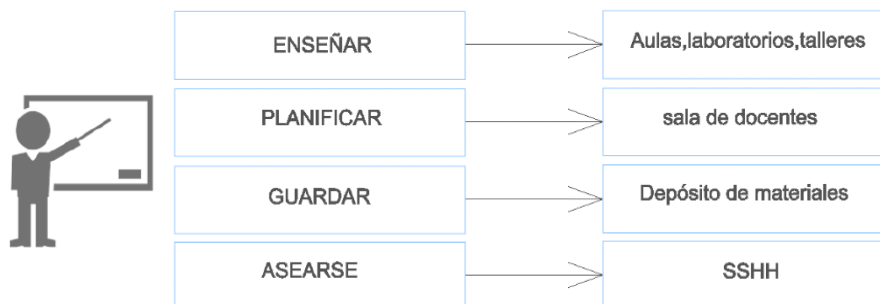 ENSEÑAR
Aulas,laboratorios,talleres
PLANIFICAR
sala de docentes
GUARDAR
Depósito de materiales
ASEARSE
SSHH